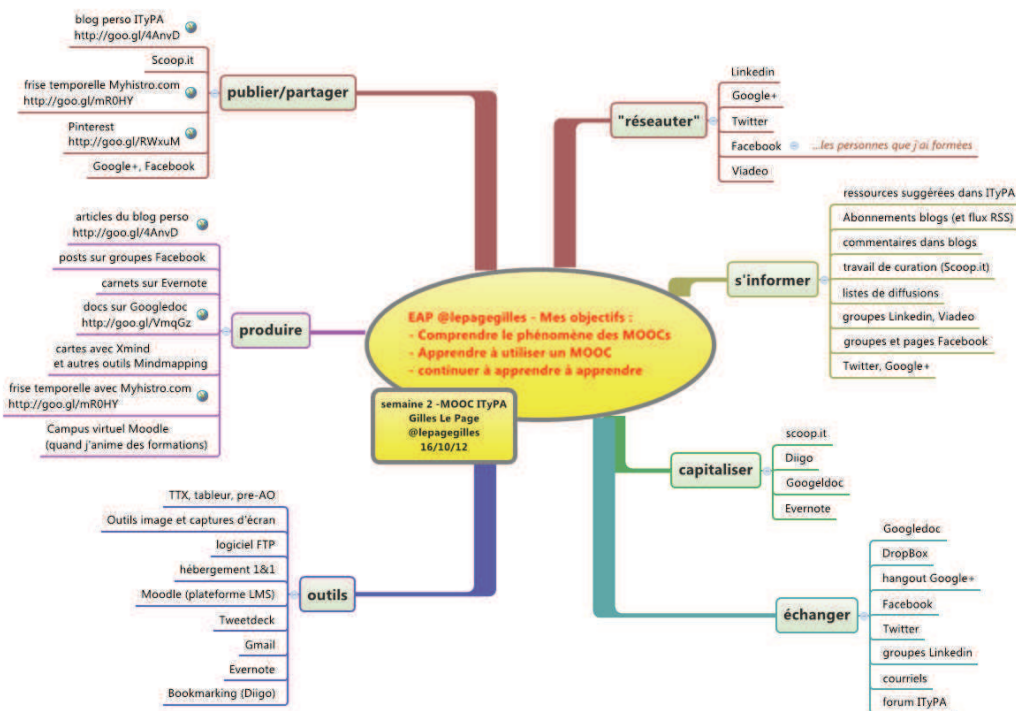 EAP @lepagegilles - Mes objectifs :
- Comprendre le phénomène des MOOCs
- Apprendre à utiliser un MOOC
- continuer à apprendre à apprendre
semaine 2 -MOOC ITyPA
Gilles Le Page
@lepagegilles
16/10/12
publier/partager
blog perso ITyPA
http://goo.gl/4AnvD
Scoop.it
frise temporelle Myhistro.com
http://goo.gl/mR0HY
Pinterest
http://goo.gl/RWxuM
Google+, Facebook
produire
articles du blog perso
http://goo.gl/4AnvD
posts sur groupes Facebook
carnets sur Evernote
docs sur Googledoc
http://goo.gl/VmqGz
cartes avec Xmind
et autres outils Mindmapping
frise temporelle avec Myhistro.com
http://goo.gl/mR0HY
Campus virtuel Moodle
(quand j'anime des formations)
outils
TTX, tableur, pre-AO
Outils image et captures d'écran
logiciel FTP
hébergement 1&1
Moodle (plateforme LMS)
Tweetdeck
Gmail
Evernote
Bookmarking (Diigo)
"réseauter"
Linkedin
Google+
Twitter
Facebook
...les personnes que j'ai formées
Viadeo
s'informer
ressources suggérées dans ITyPA
Abonnements blogs (et flux RSS)
commentaires dans blogs
travail de curation (Scoop.it)
listes de diffusions
groupes Linkedin, Viadeo
groupes et pages Facebook
Twitter, Google+
capitaliser
scoop.it
Diigo
Googeldoc
Evernote
échanger
Googledoc
DropBox
hangout Google+
Facebook
Twitter
groupes Linkedin
courriels
forum ITyPA